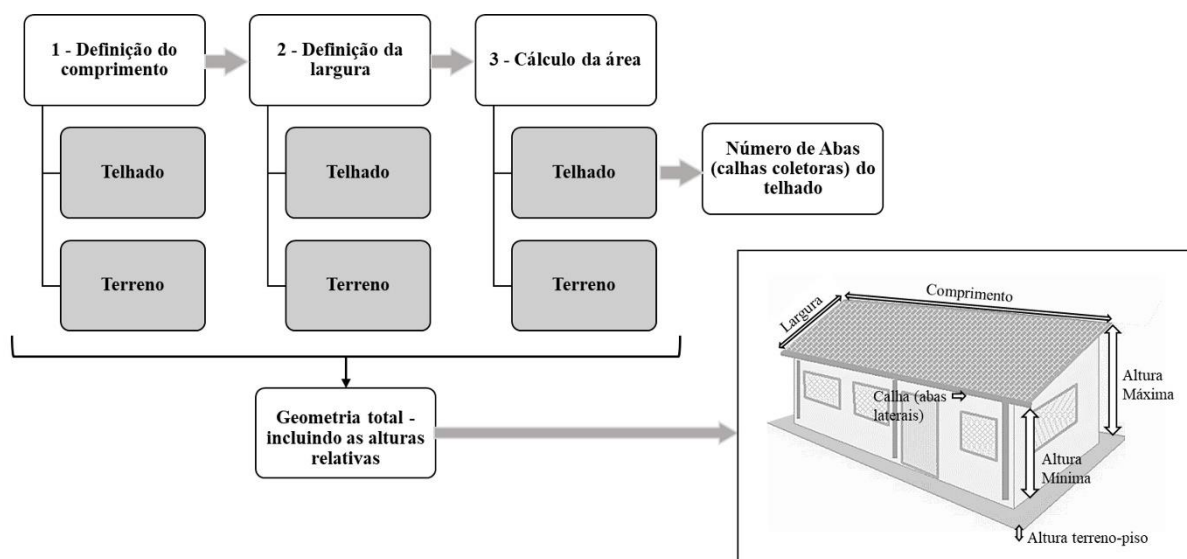 1 - Definição do
comprimento
2 - Definição da
largura
3 - Cálculo da área
Telhado
Telhado
Telhado
Número de Abas
(calhas coletoras) do
telhado
Terreno
Terreno
Terreno
Geometria total -
incluindo as alturas
relativas
Largura
Comprimento
Calha (abas
laterais)
Altura
Máxima
Altura
Mínima
Altura terreno-piso